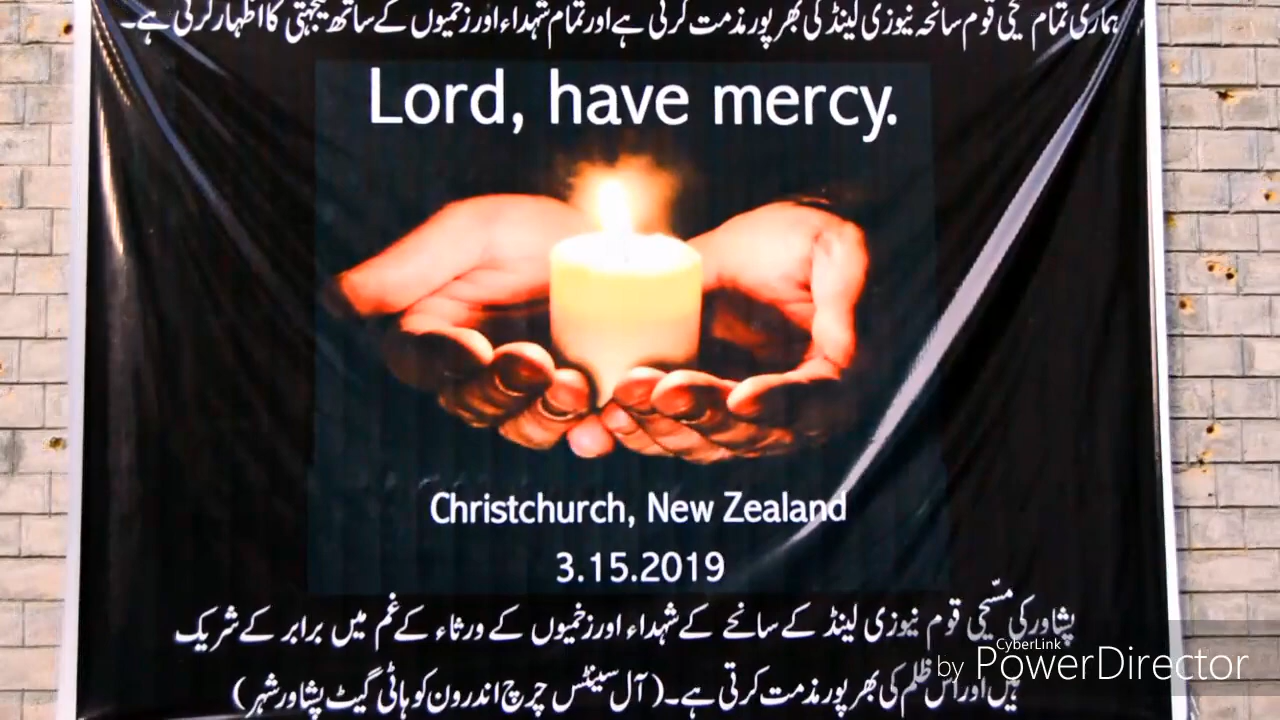 ہماری تمام مسیحی قوم سانحہ نیوزی لینڈ کی بھرپور مذمت کرتی ہے اور تمام شہداء اور زخمیوں کے ساتھ یکجہتی کا اظہار کرتی ہے۔
Lord, have mercy.
Christchurch, New Zealand
3.15.2019
پشاور کی مسیحی قوم نیوزی لینڈ کے سانحے کے شہداء اور زخمیوں کے ورثاء کے غم میں برابر کے شریک
ہیں اور اس ظلم کی بھرپور مذمت کرتی ہے۔ (آل سینٹس چرچ اندرون کوہاٹی گیٹ پشاور شہر)
CyberLink
by PowerDirector